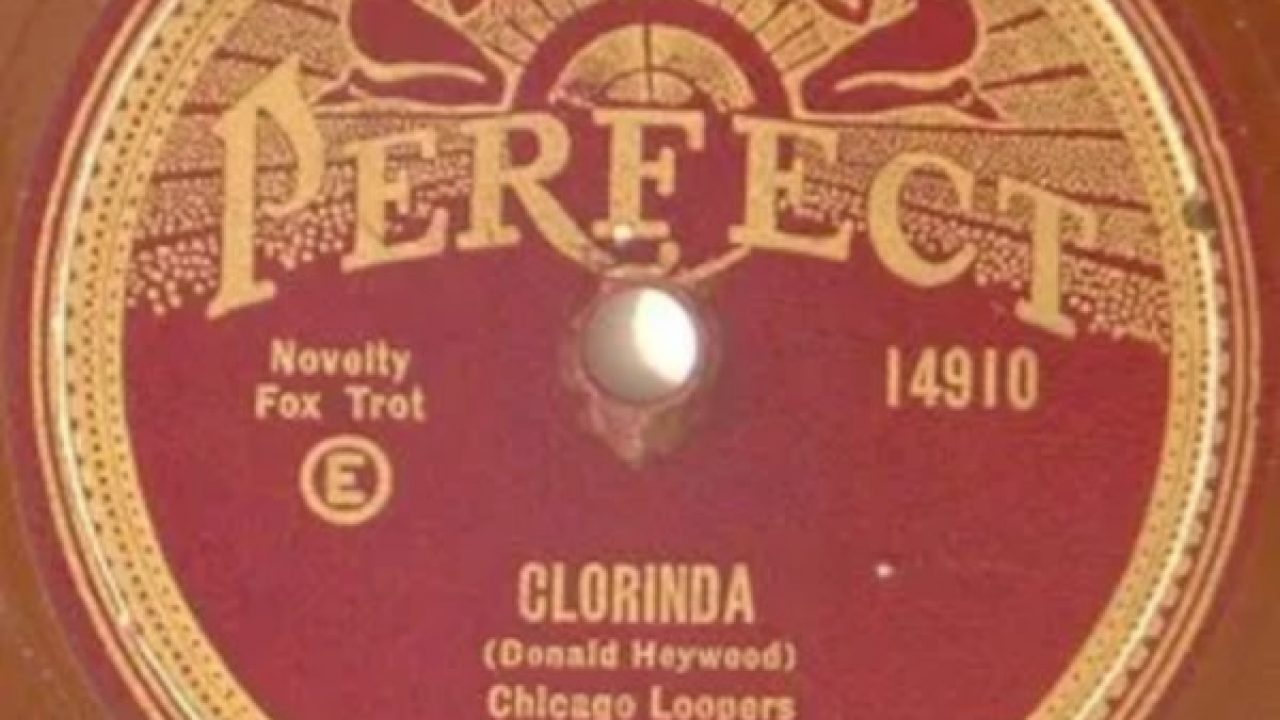 PERFECT
Novelty
Fox Trot
14910
E
CLORINDA
(Donald Heywood)
Chicago Loopers